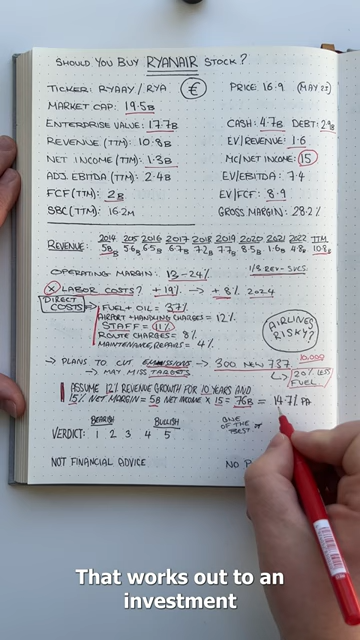 SHOULD YOU BUY RYANAIR STOCK?
TICKER: RYAAY / RYA € PRICE: 16.9 (MAY 23)
MARKET CAP: 19.5B
ENTERPRISE VALUE: 17.7B CASH: 4.7B DEBT: 2.9B
REVENUE (TTM): 10.8B EV/REVENUE: 1.6
NET INCOME (TTM): 1.3B MC/NET INCOME: 15
ADJ. EBITDA (TTM): 2.4B EV/EBITDA: 7.4
FCF (TTM): 2B EV/FCF: 8.9
SBC (TTM): 16.2M GROSS MARGIN: 28.2%
2014 2015 2016 2017 2018 2019 2020 2021 2022 TTM
REVENUE: 5B 5.6B 6.5B 6.7B 7.2B 7.7B 8.5B 1.6B 4.8B 10.8B
OPERATING MARGIN: 13-24% 1/3 REV-SVCS.
X LABOR COSTS? +19% → +8% 2024
DIRECT COSTS → FUEL + OIL = 37%
AIRPORT + HANDLING CHARGES = 12%
STAFF = 11%
ROUTE CHARGES = 8%
MAINTENANCE, REPAIRS = 4%
AIRLINES RISKY?
→ PLANS TO CUT EMISSIONS → 300 NEW 737 10,000
→ MAY MISS TARGETS → 20% LESS FUEL
ASSUME 12% REVENUE GROWTH FOR 10 YEARS AND
15% NET MARGIN = 5B NET INCOME × 15 = 76B = 14.7% PA
BEARISH BULLISH
VERDICT: 1 2 3 4 5
ONE OF THE BEST
NOT FINANCIAL ADVICE NO P
That works out to an
investment